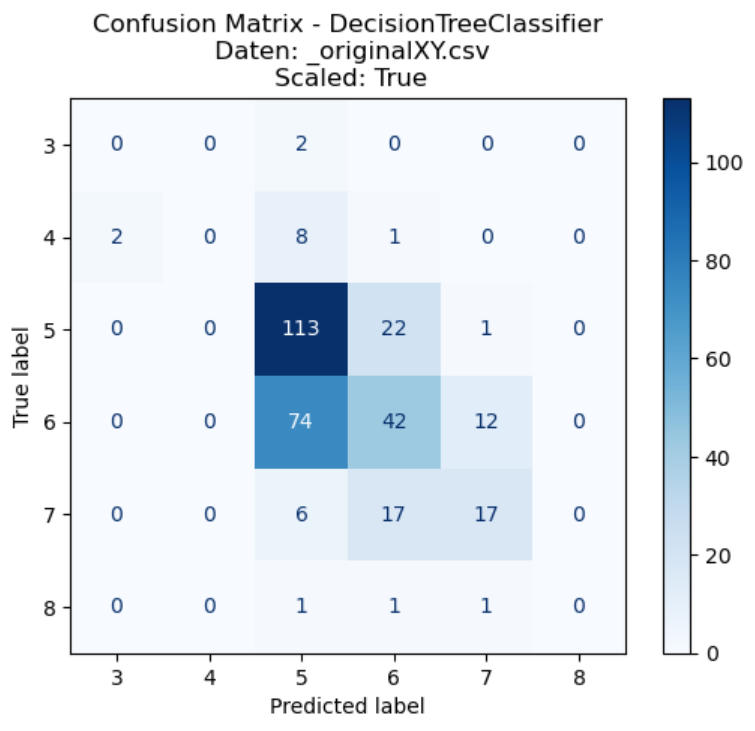 Confusion Matrix - DecisionTreeClassifier
Daten: _originalXY.csv
Scaled: True
3 0 0 2 0 0 0
4 2 0 8 1 0 0
5 0 0 113 22 1 0
6 0 0 74 42 12 0
7 0 0 6 17 17 0
8 0 0 1 1 1 0
3 4 5 6 7 8
Predicted label
True label
100
80
60
40
20
0